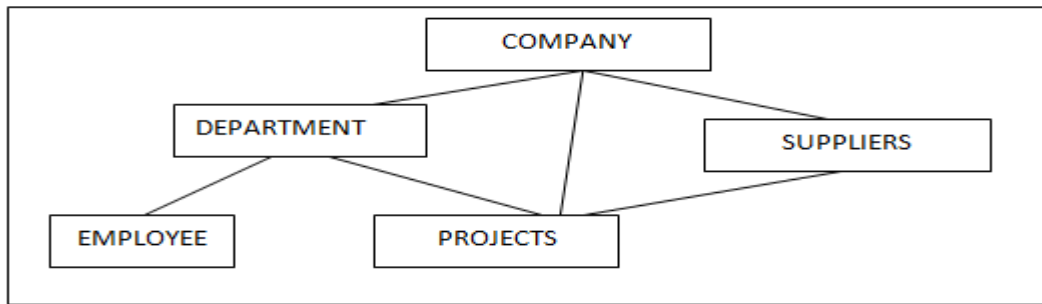 COMPANY
DEPARTMENT
SUPPLIERS
EMPLOYEE
PROJECTS